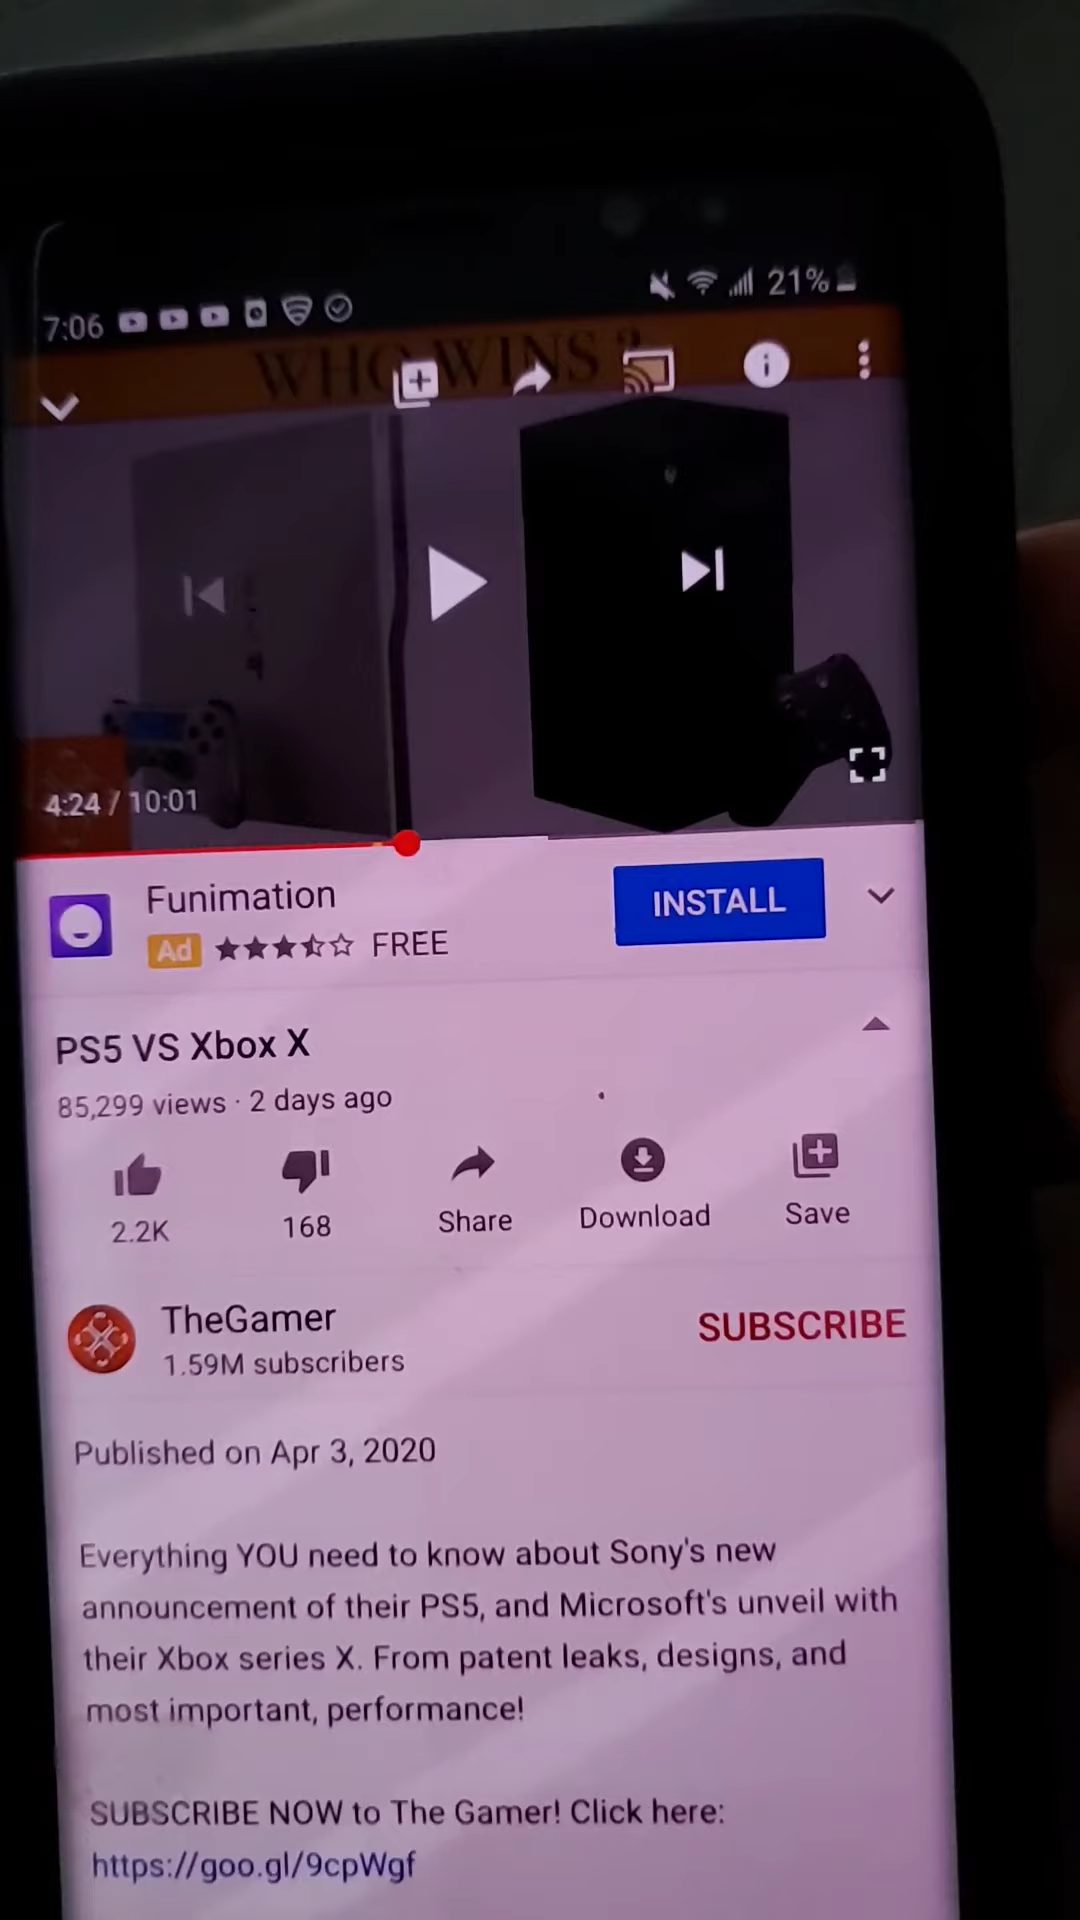 7:06
21%
WHO WINS ?
4:24 / 10:01
Funimation
INSTALL
Ad
FREE
PS5 VS Xbox X
85,299 views · 2 days ago
2.2K
168
Share
Download
Save
TheGamer
1.59M subscribers
SUBSCRIBE
Published on Apr 3, 2020
Everything YOU need to know about Sony's new
announcement of their PS5, and Microsoft's unveil with
their Xbox series X. From patent leaks, designs, and
most important, performance!
SUBSCRIBE NOW to The Gamer! Click here:
https://goo.gl/9cpWgf